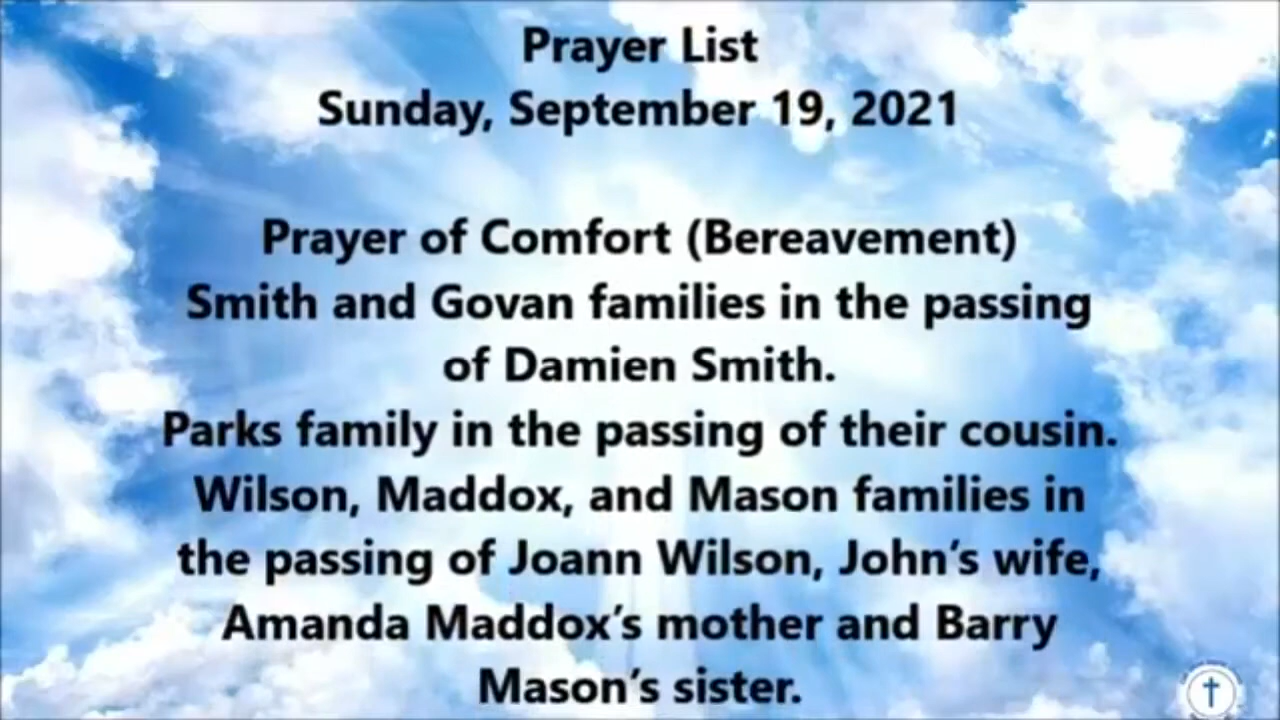 Prayer List
Sunday, September 19, 2021
Prayer of Comfort (Bereavement)
Smith and Govan families in the passing
of Damien Smith.
Parks family in the passing of their cousin.
Wilson, Maddox, and Mason families in
the passing of Joann Wilson, John’s wife,
Amanda Maddox’s mother and Barry
Mason’s sister.